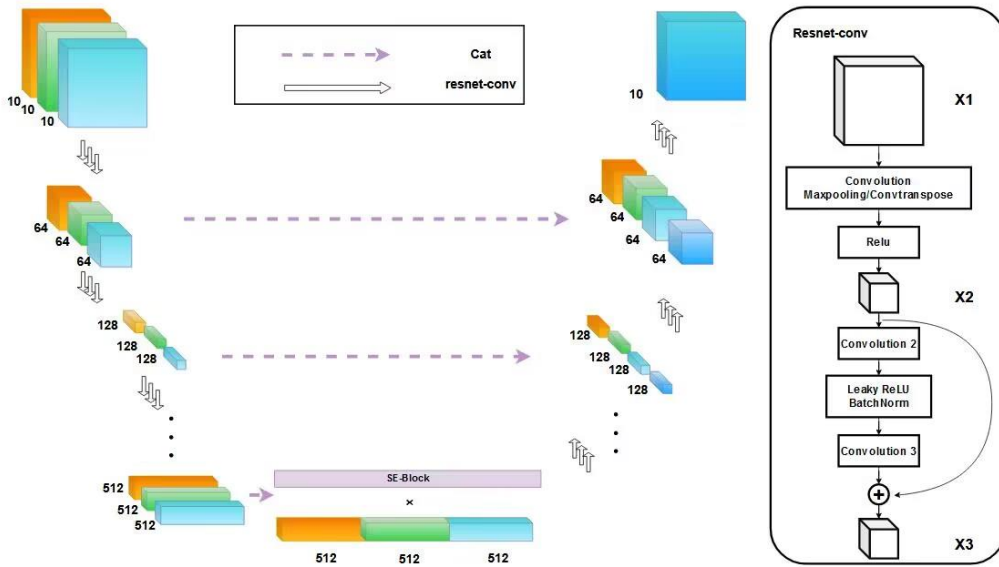 Cat
resnet-conv
10
10
10
10
64
64
64
64
64
64
64
128
128
128
128
128
128
128
512
512
512
SE-Block
×
512
512
512
Resnet-conv
X1
Convolution
Maxpooling/Convtranspose
Relu
X2
Convolution 2
Leaky ReLU
BatchNorm
Convolution 3
+
X3